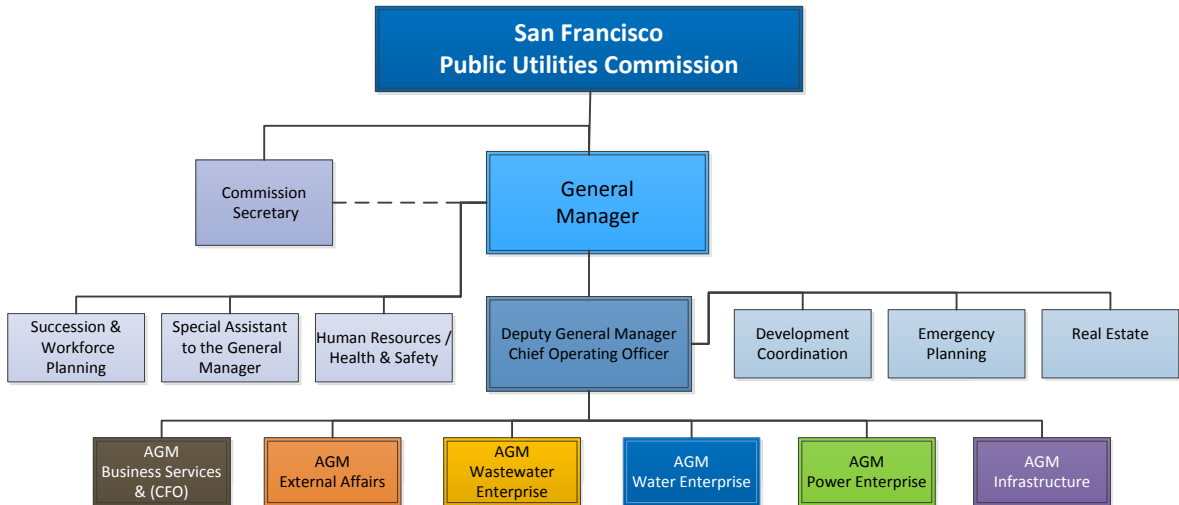 San Francisco
Public Utilities Commission
Commission
Secretary
General
Manager
Succession &
Workforce
Planning
Special Assistant
to the General
Manager
Human Resources /
Health & Safety
Deputy General Manager
Chief Operating Officer
Development
Coordination
Emergency
Planning
Real Estate
AGM
Business Services
& (CFO)
AGM
External Affairs
AGM
Wastewater
Enterprise
AGM
Water Enterprise
AGM
Power Enterprise
AGM
Infrastructure